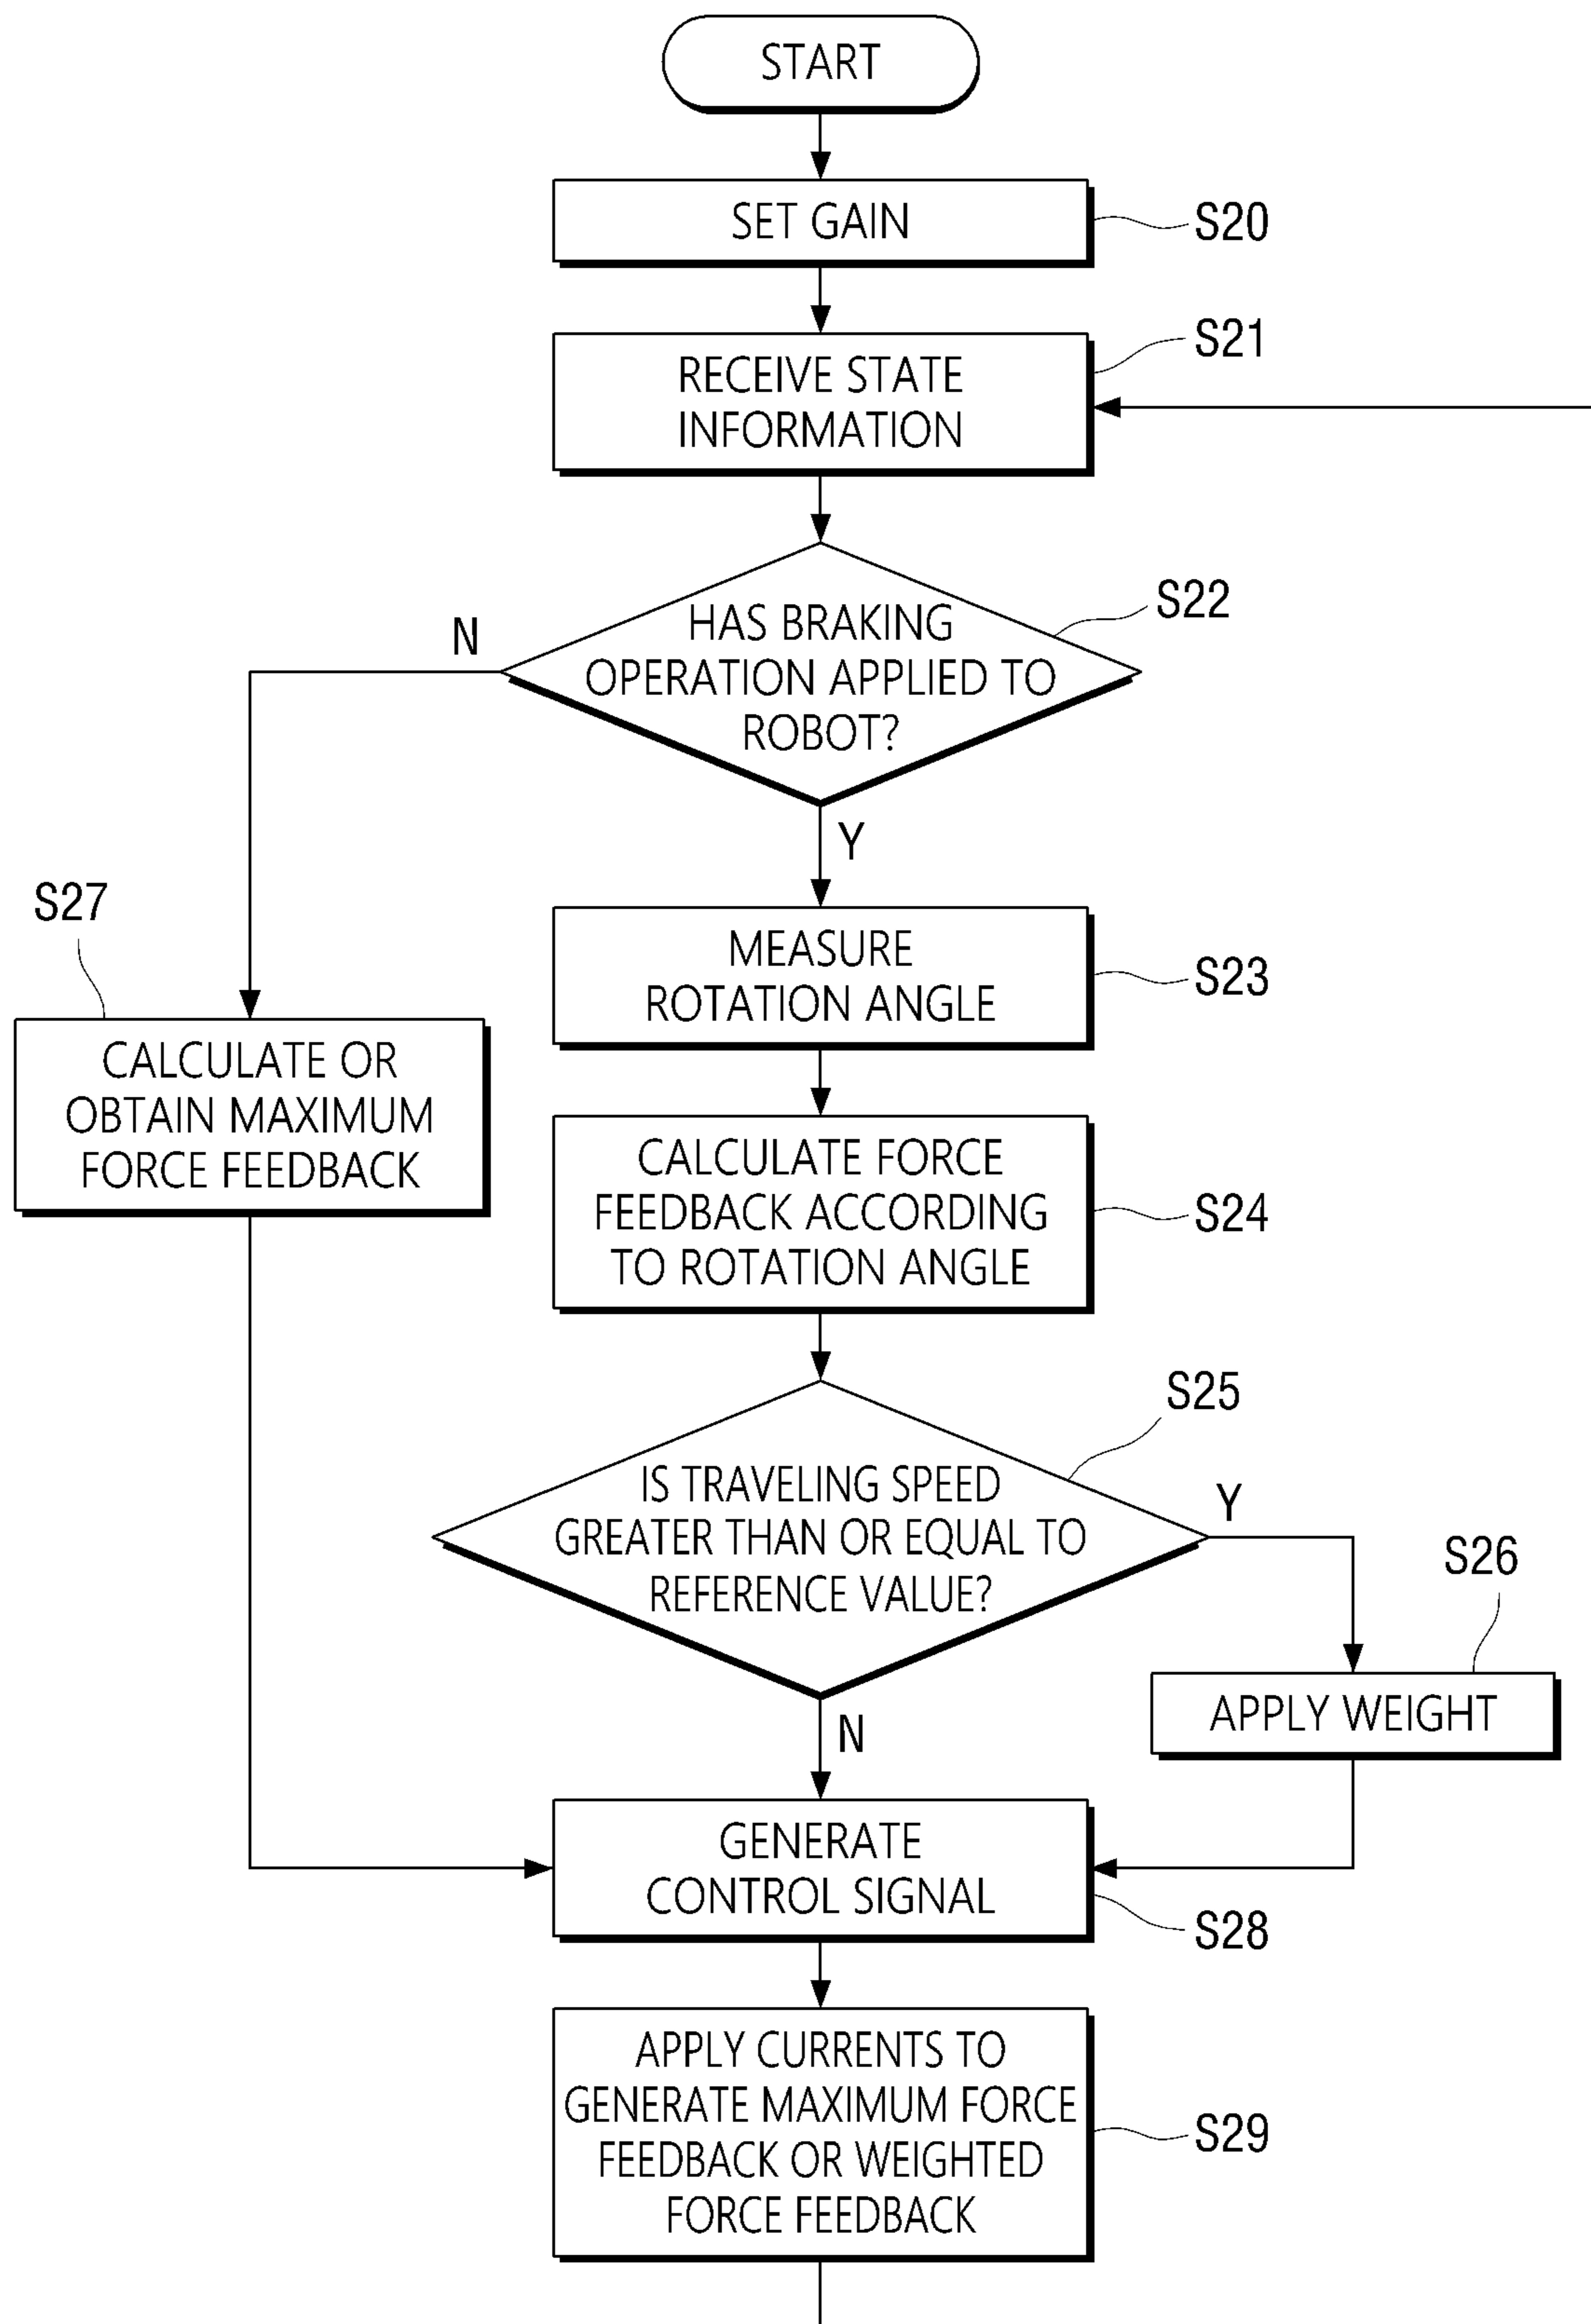 START
SET GAIN
S20
S21
RECEIVE STATE
INFORMATION
S22
N
HAS BRAKING
OPERATION APPLIED TO
ROBOT?
Y
S27
MEASURE
ROTATION ANGLE
S23
CALCULATE OR
OBTAIN MAXIMUM
FORCE FEEDBACK
CALCULATE FORCE
FEEDBACK ACCORDING
TO ROTATION ANGLE
S24
S25
IS TRAVELING SPEED
GREATER THAN OR EQUAL TO
REFERENCE VALUE?
Y
S26
APPLY WEIGHT
N
GENERATE
CONTROL SIGNAL
S28
APPLY CURRENTS TO
GENERATE MAXIMUM FORCE
FEEDBACK OR WEIGHTED
FORCE FEEDBACK
S29